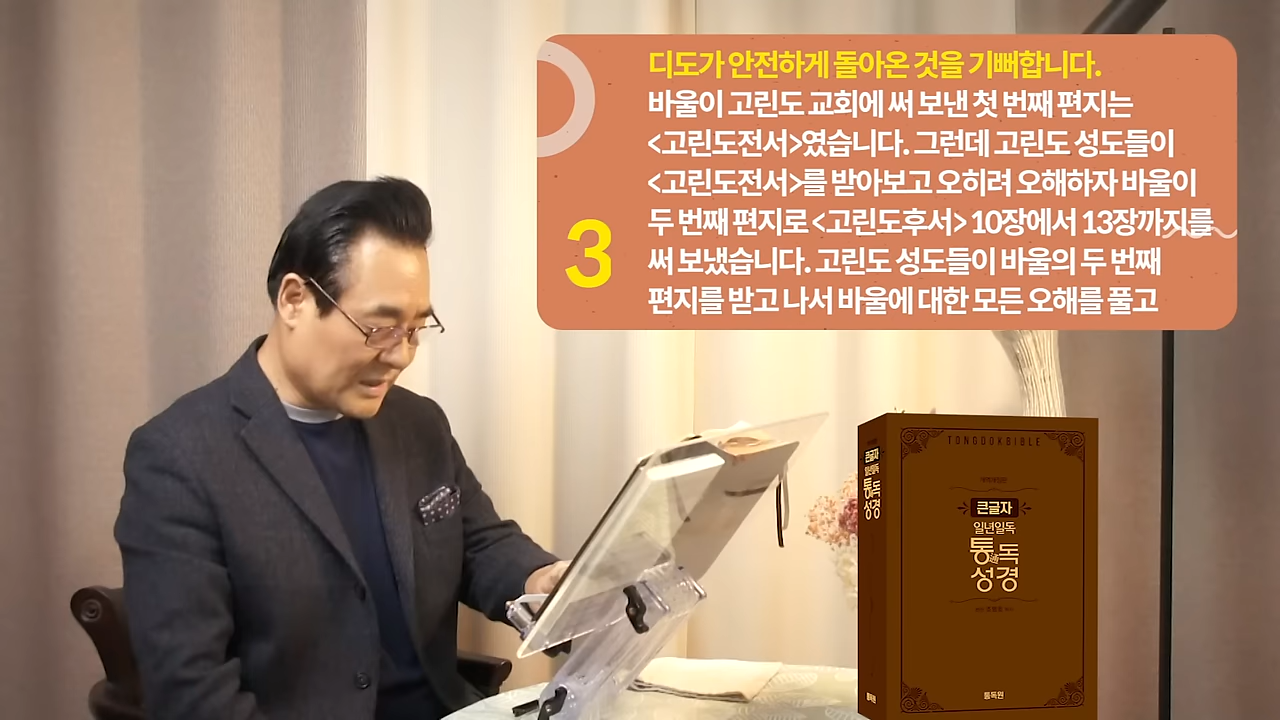 디도가 안전하게 돌아온 것을 기뻐합니다.
바울이 고린도 교회에 써 보낸 첫 번째 편지는
<고린도전서>였습니다. 그런데 고린도 성도들이
<고린도전서>를 받아보고 오히려 오해하자 바울이
두 번째 편지로 <고린도후서> 10장에서 13장까지를
써 보냈습니다. 고린도 성도들이 바울의 두 번째
편지를 받고 나서 바울에 대한 모든 오해를 풀고
3
TONGDOKBIBLE
큰글자
일년일독
통독
성경
통독원
큰글자
일년일독
통독
성경
통독원